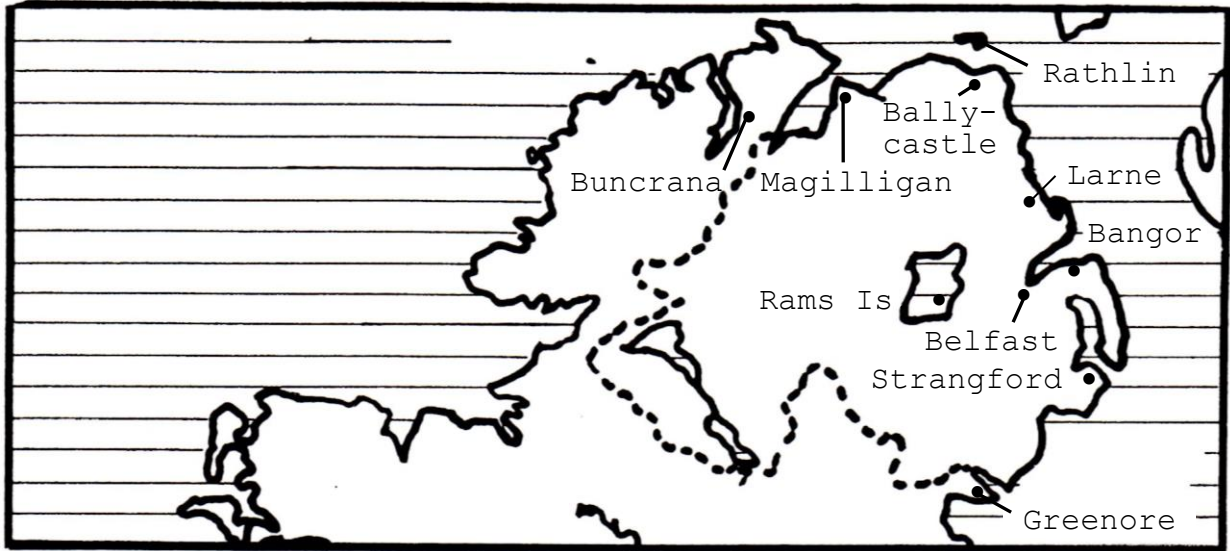 Rathlin
Bally-
castle
Buncrana
Magilligan
Larne
Bangor
Rams Is
Belfast
Strangford
Greenore